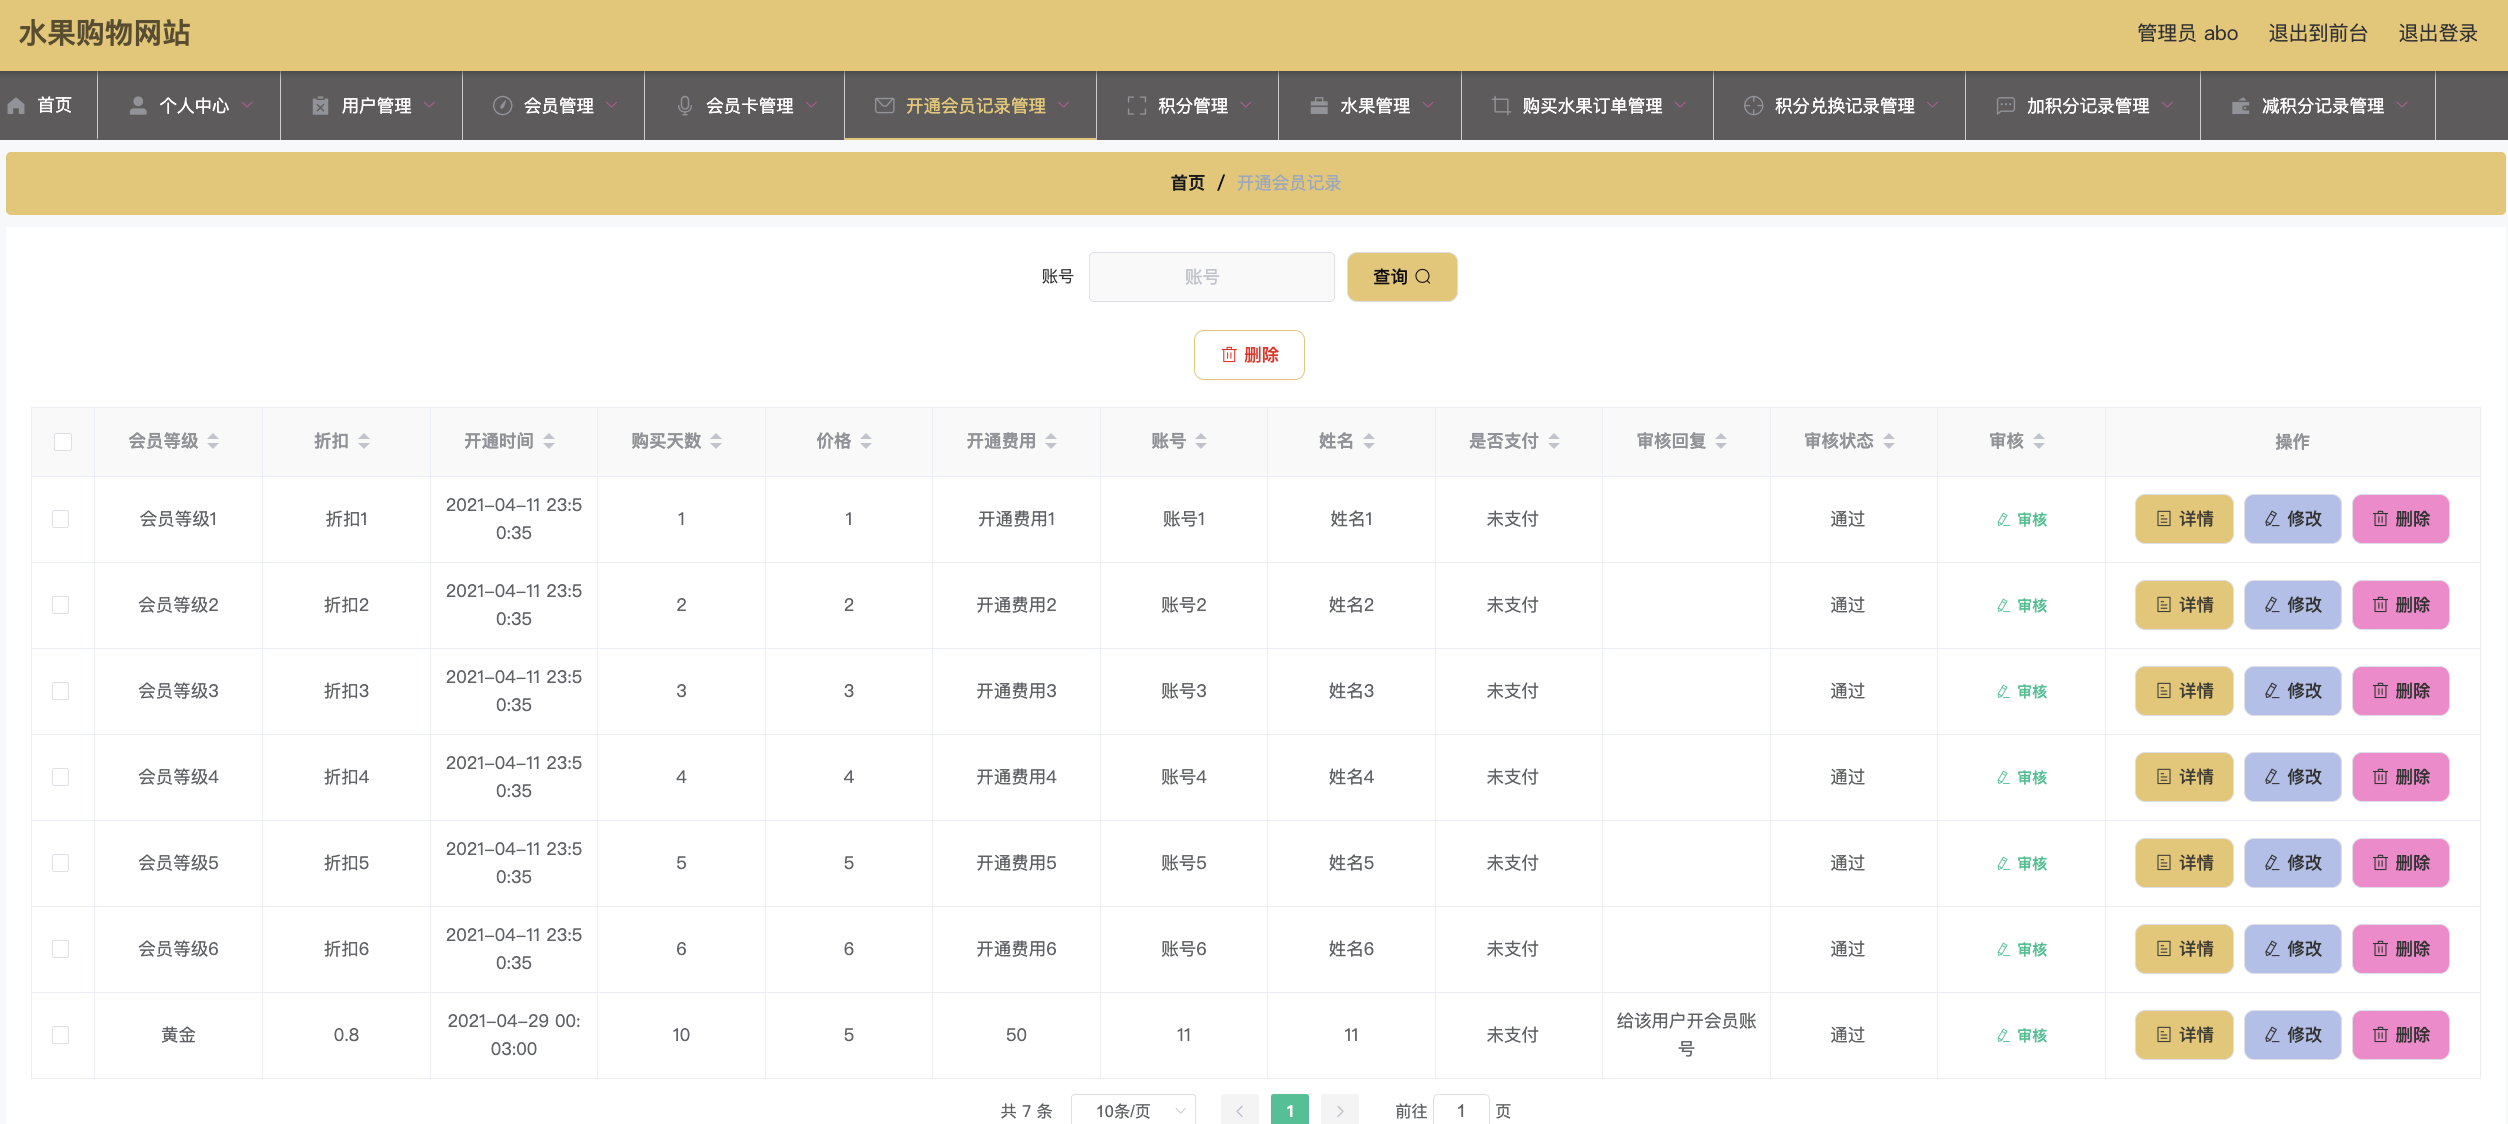 水果购物网站
管理员 abo 退出到前台 退出登录
首页 个人中心 用户管理 会员管理 会员卡管理 开通会员记录管理 积分管理 水果管理 购买水果订单管理 积分兑换记录管理 加积分记录管理 减积分记录管理
首页 / 开通会员记录
账号 账号 查询
删除
会员等级 折扣 开通时间 购买天数 价格 开通费用 账号 姓名 是否支付 审核回复 审核状态 审核 操作
会员等级1 折扣1 2021-04-11 23:5
0:35 1 1 开通费用1 账号1 姓名1 未支付 通过 审核 详情 修改 删除
会员等级2 折扣2 2021-04-11 23:5
0:35 2 2 开通费用2 账号2 姓名2 未支付 通过 审核 详情 修改 删除
会员等级3 折扣3 2021-04-11 23:5
0:35 3 3 开通费用3 账号3 姓名3 未支付 通过 审核 详情 修改 删除
会员等级4 折扣4 2021-04-11 23:5
0:35 4 4 开通费用4 账号4 姓名4 未支付 通过 审核 详情 修改 删除
会员等级5 折扣5 2021-04-11 23:5
0:35 5 5 开通费用5 账号5 姓名5 未支付 通过 审核 详情 修改 删除
会员等级6 折扣6 2021-04-11 23:5
0:35 6 6 开通费用6 账号6 姓名6 未支付 通过 审核 详情 修改 删除
黄金 0.8 2021-04-29 00:
03:00 10 5 50 11 11 未支付 给该用户开会员账
号 通过 审核 详情 修改 删除
共 7 条 10条/页 1 前往 1 页